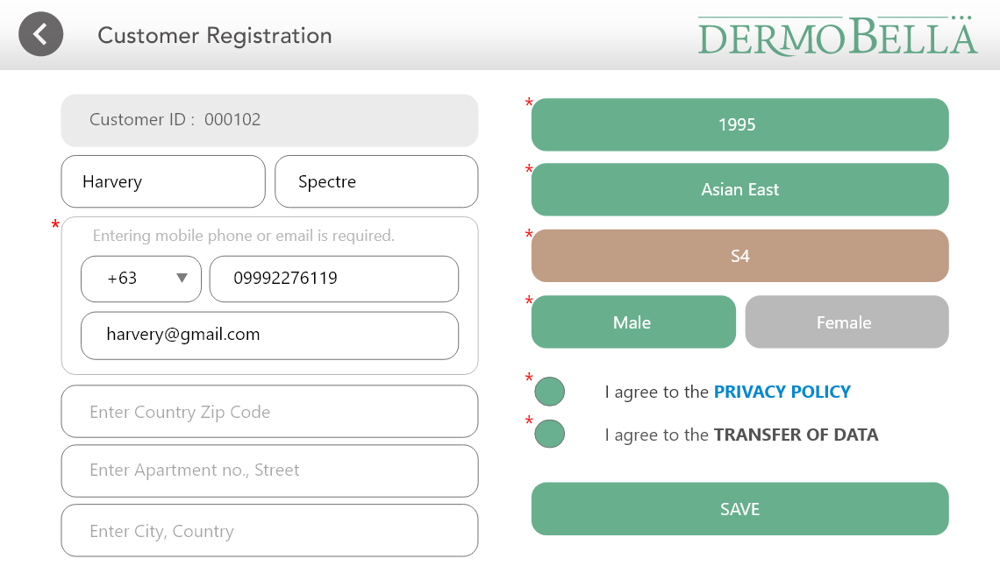 Customer Registration
DERMOBELLA
Customer ID : 000102
Harvery
Spectre
* Entering mobile phone or email is required.
+63
09992276119
harvery@gmail.com
Enter Country Zip Code
Enter Apartment no., Street
Enter City, Country
* 1995
* Asian East
* S4
* Male
Female
* I agree to the PRIVACY POLICY
* I agree to the TRANSFER OF DATA
SAVE